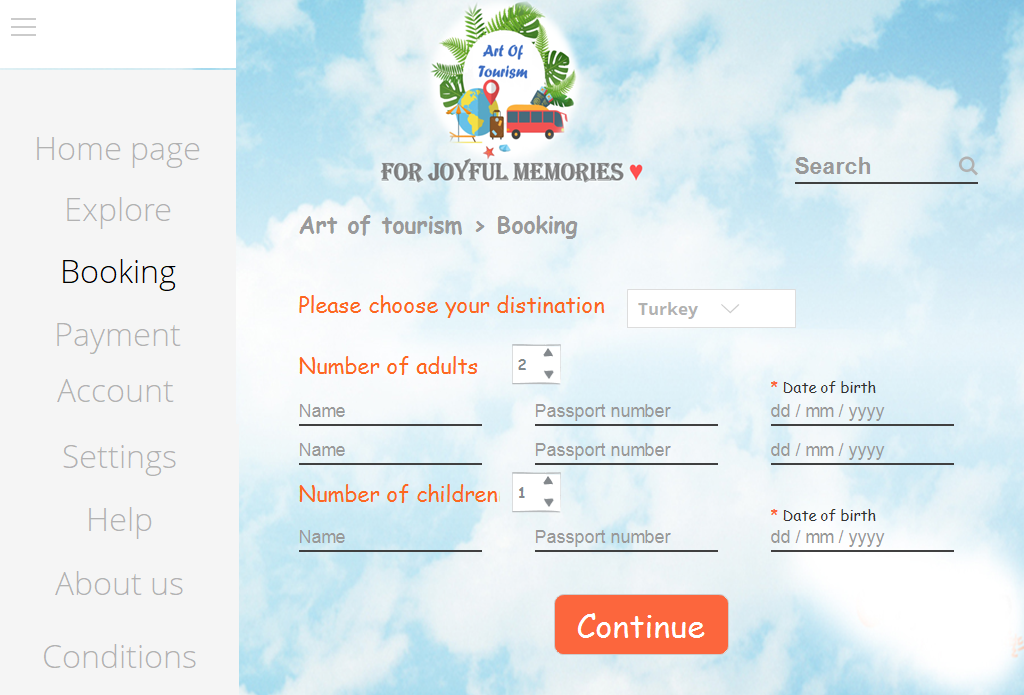 Art Of
Tourism
FOR JOYFUL MEMORIES
Search
Home page
Explore
Booking
Payment
Account
Settings
Help
About us
Conditions
Art of tourism > Booking
Please choose your distination
Turkey
Number of adults
2
* Date of birth
Name Passport number dd / mm / yyyy
Name Passport number dd / mm / yyyy
Number of children
1
* Date of birth
Name Passport number dd / mm / yyyy
Continue